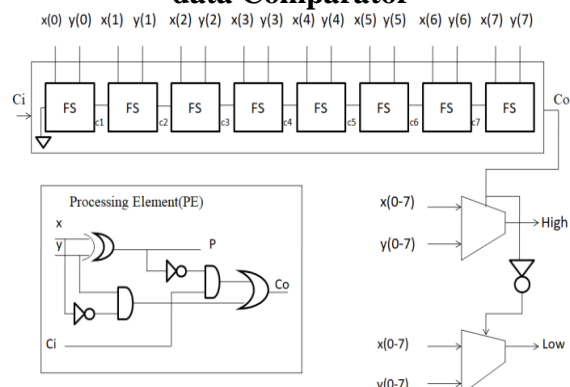 data Comparator
x(0) y(0) x(1) y(1) x(2) y(2) x(3) y(3) x(4) y(4) x(5) y(5) x(6) y(6) x(7) y(7)
Ci
Co
FS FS FS FS FS FS FS FS
c1 c2 c3 c4 c5 c6 c7
Processing Element(PE)
x
y
P
Co
Ci
x(0-7)
High
y(0-7)
x(0-7)
Low
y(0-7)